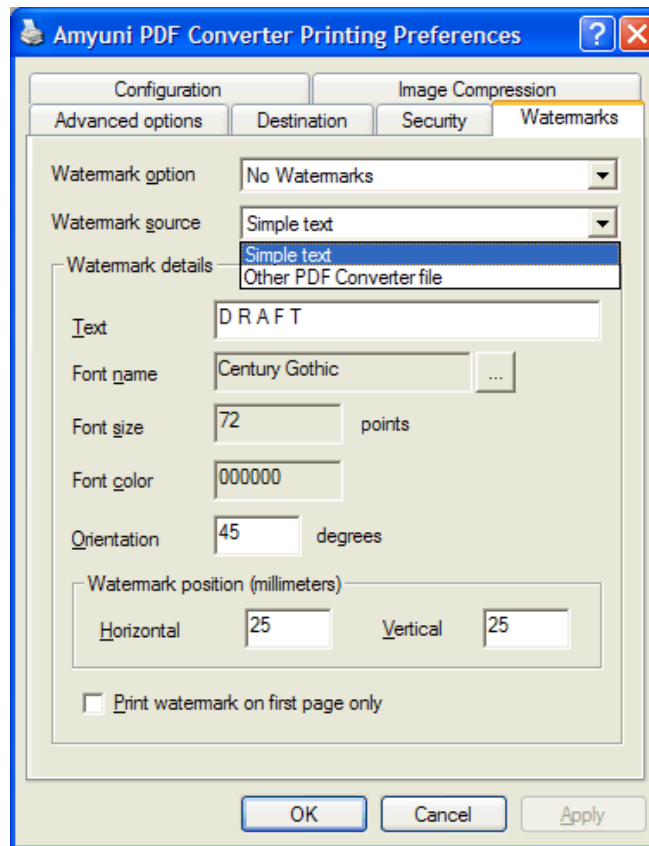 Amyuni PDF Converter Printing Preferences
Configuration Image Compression
Advanced options Destination Security Watermarks
Watermark option No Watermarks
Watermark source Simple text
Simple text
Other PDF Converter file
Watermark details
Text D R A F T
Font name Century Gothic ...
Font size 72 points
Font color 000000
Orientation 45 degrees
Watermark position (millimeters)
Horizontal 25 Vertical 25
Print watermark on first page only
OK Cancel Apply